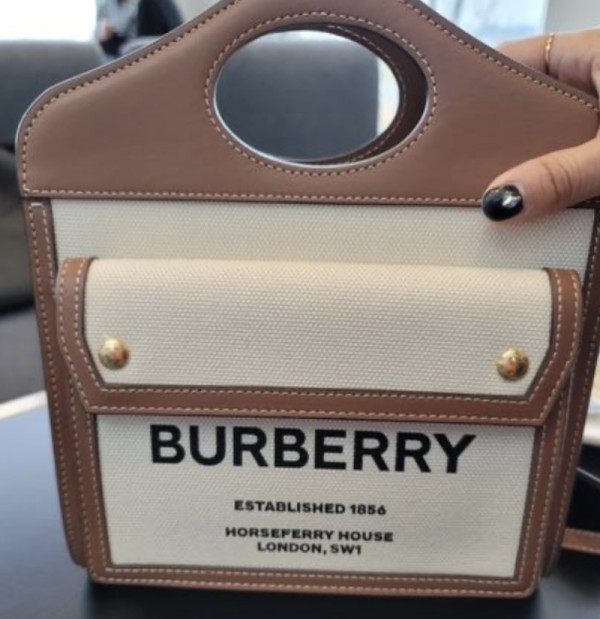 BURBERRY
ESTABLISHED 1856
HORSEFERRY HOUSE
LONDON, SW1